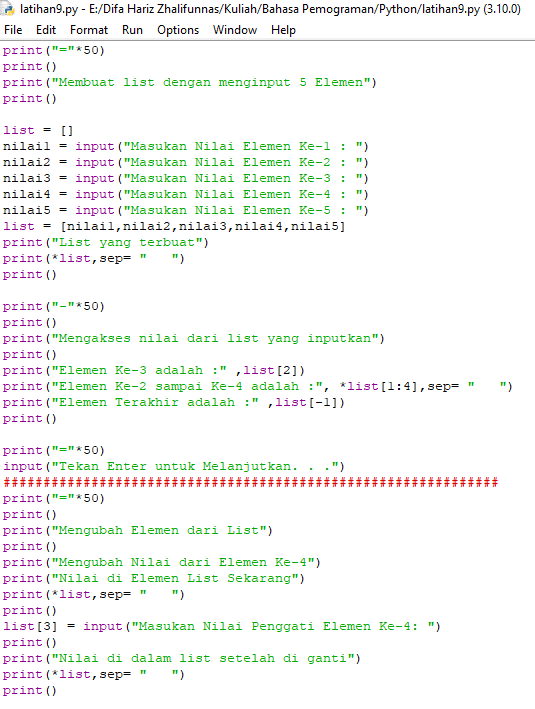 latihan9.py - E:/Difa Hariz Zhalifunnas/Kuliah/Bahasa Pemograman/Python/latihan9.py (3.10.0)
File Edit Format Run Options Window Help
print("="*50)
print()
print("Membuat list dengan menginput 5 Elemen")
print()
list = []
nilai1 = input("Masukan Nilai Elemen Ke-1 : ")
nilai2 = input("Masukan Nilai Elemen Ke-2 : ")
nilai3 = input("Masukan Nilai Elemen Ke-3 : ")
nilai4 = input("Masukan Nilai Elemen Ke-4 : ")
nilai5 = input("Masukan Nilai Elemen Ke-5 : ")
list = [nilai1,nilai2,nilai3,nilai4,nilai5]
print("List yang terbuat")
print(*list,sep= "   ")
print()
print("-"*50)
print()
print("Mengakses nilai dari list yang inputkan")
print()
print("Elemen Ke-3 adalah :" ,list[2])
print("Elemen Ke-2 sampai Ke-4 adalah :", *list[1:4],sep= "   ")
print("Elemen Terakhir adalah :" ,list[-1])
print()
print("="*50)
input("Tekan Enter untuk Melanjutkan. . .")
##############################################################
print("="*50)
print()
print("Mengubah Elemen dari List")
print()
print("Mengubah Nilai dari Elemen Ke-4")
print("Nilai di Elemen List Sekarang")
print(*list,sep= "   ")
print()
list[3] = input("Masukan Nilai Penggati Elemen Ke-4: ")
print()
print("Nilai di dalam list setelah di ganti")
print(*list,sep= "   ")
print()